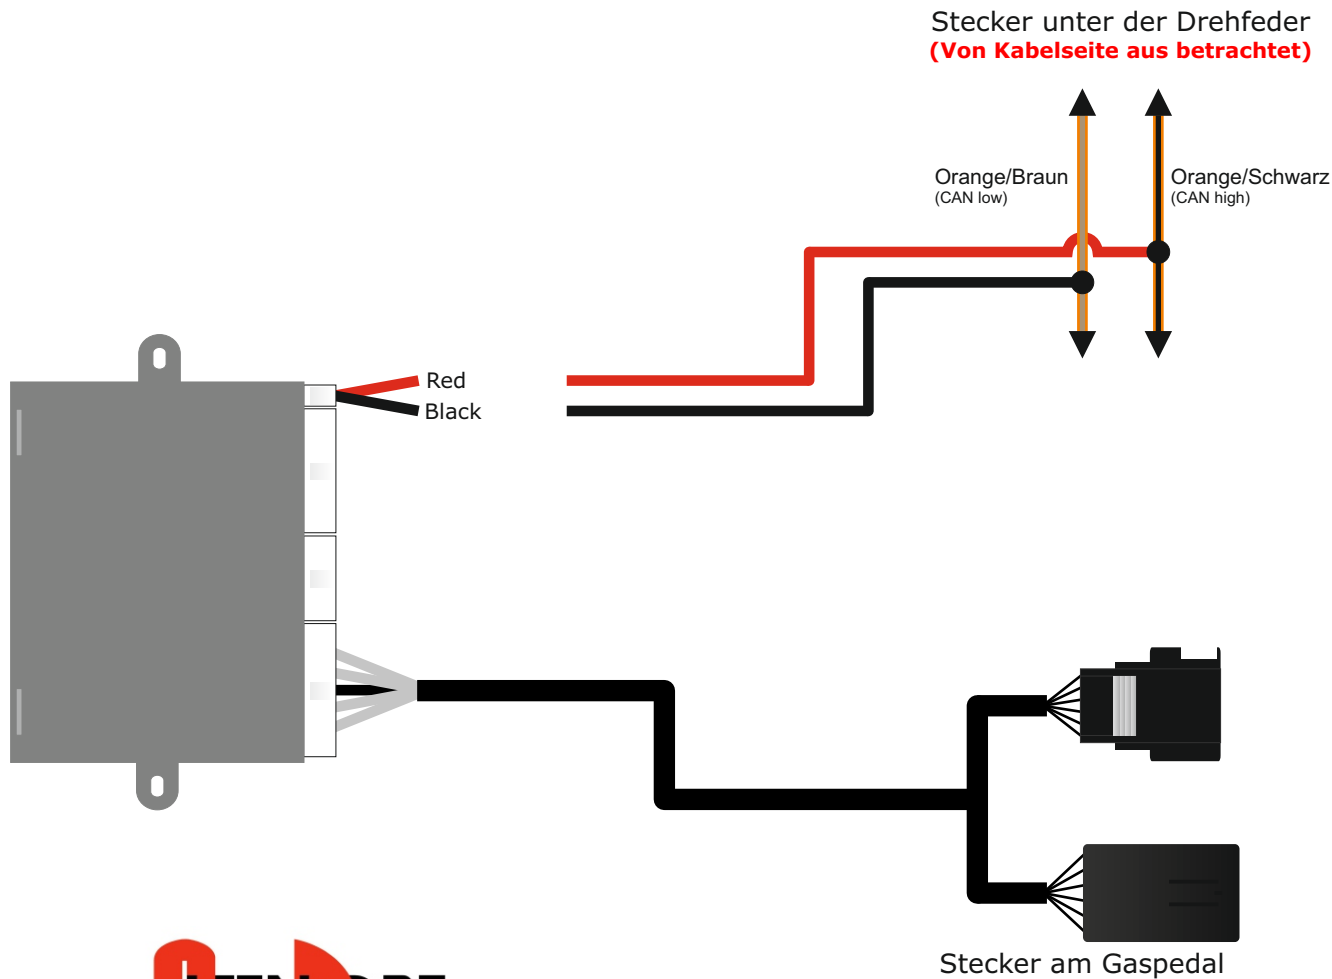 Stecker unter der Drehfeder
(Von Kabelseite aus betrachtet)
Orange/Braun
(CAN low)
Orange/Schwarz
(CAN high)
Red
Black
Stecker am Gaspedal